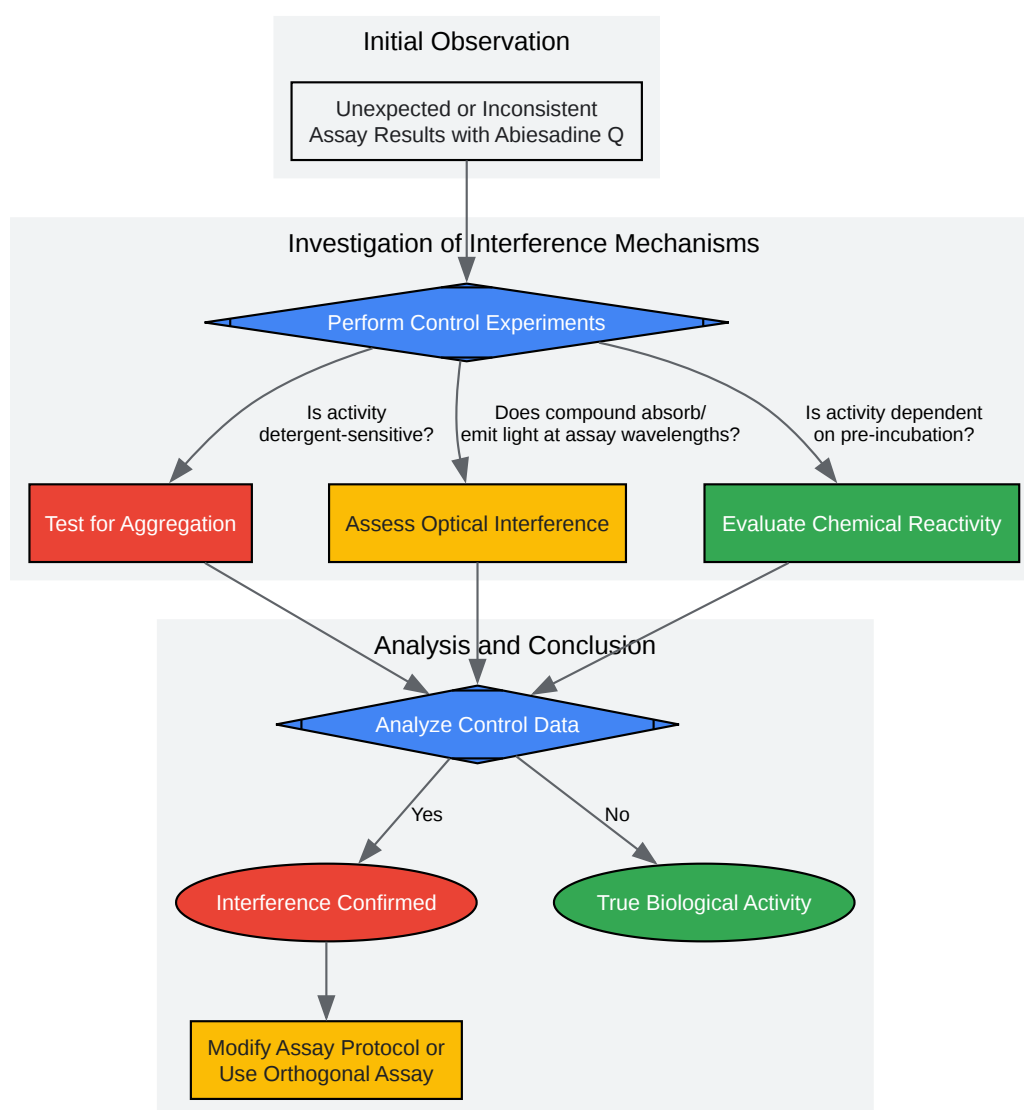 Initial Observation
Unexpected or Inconsistent
Assay Results with Abiesadine Q
Investigation of Interference Mechanisms
Perform Control Experiments
Is activity
detergent-sensitive?
Does compound absorb/
emit light at assay wavelengths?
Is activity dependent
on pre-incubation?
Test for Aggregation
Assess Optical Interference
Evaluate Chemical Reactivity
Analysis and Conclusion
Analyze Control Data
Yes
No
Interference Confirmed
True Biological Activity
Modify Assay Protocol or
Use Orthogonal Assay